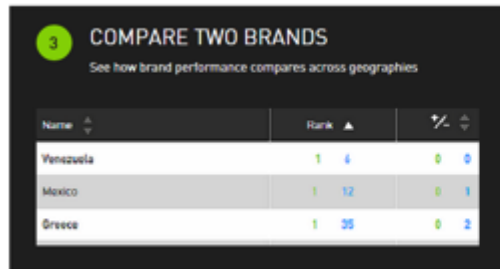 3
COMPARE TWO BRANDS
See how brand performance compares across geographies
Name Rank +/-
Venezuela 1 6 0 0
Mexico 1 12 0 1
Greece 1 35 0 2